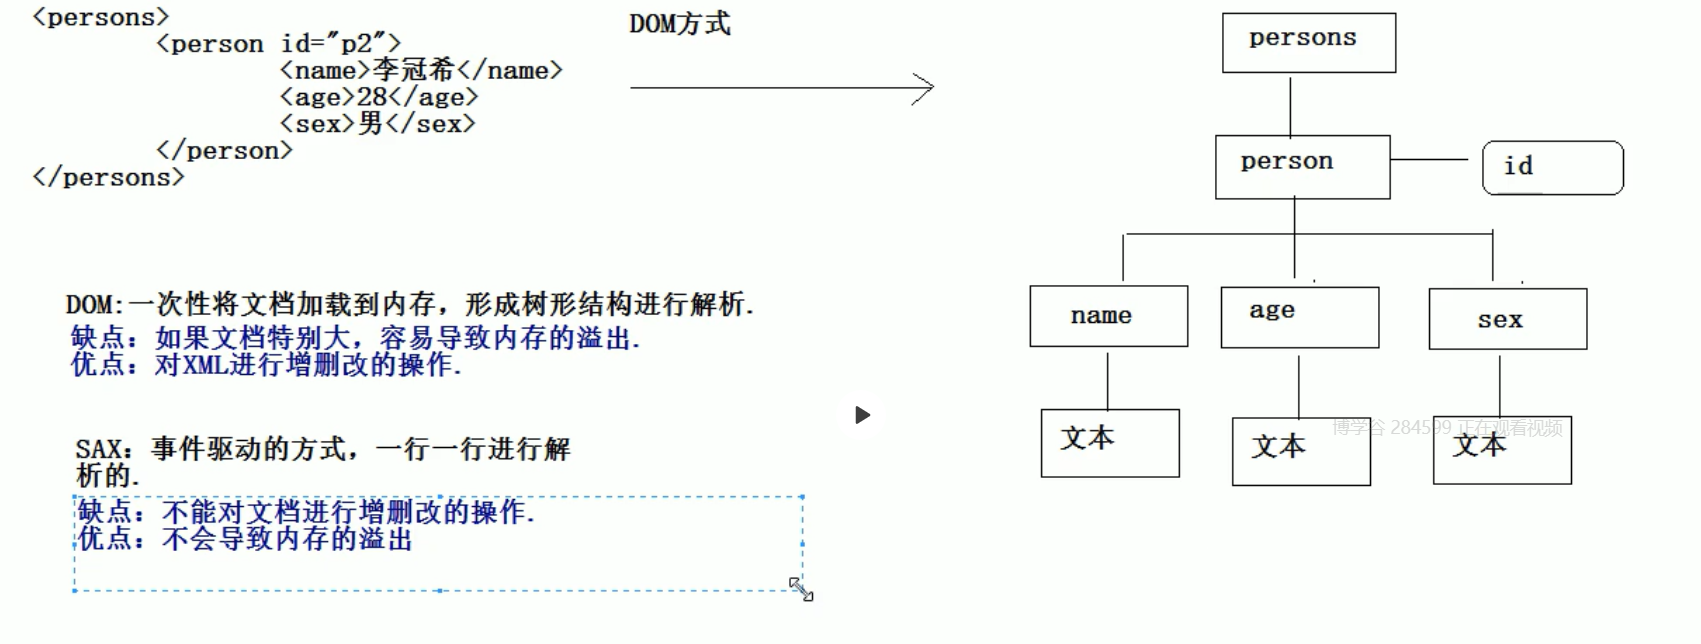 <persons>
<person id="p2">
<name>李冠希</name>
<age>28</age>
<sex>男</sex>
</person>
</persons>
DOM方式
persons
person
id
name
age
sex
文本
文本
文本
博学谷 284599 正在观看视频
DOM:一次性将文档加载到内存，形成树形结构进行解析.
缺点：如果文档特别大，容易导致内存的溢出.
优点：对XML进行增删改的操作.
SAX：事件驱动的方式，一行一行进行解
析的.
缺点：不能对文档进行增删改的操作.
优点：不会导致内存的溢出